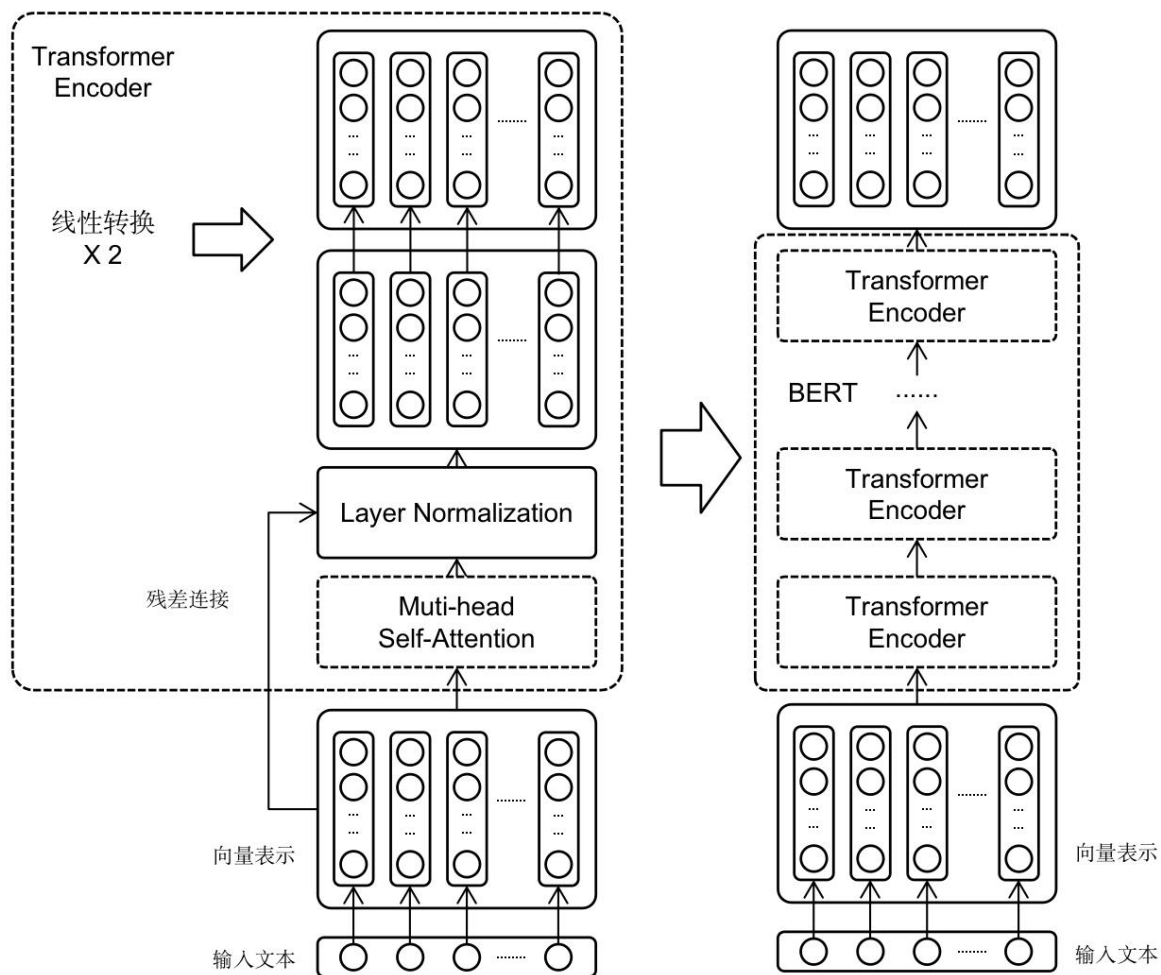 Transformer
Encoder
........
... ... ... ...
... ... ... ...
线性转换
X 2
........
... ... ... ...
... ... ... ...
Layer Normalization
残差连接
Muti-head
Self-Attention
........
... ... ... ...
... ... ... ...
向量表示
输入文本
........
........
... ... ... ...
... ... ... ...
Transformer
Encoder
BERT ......
Transformer
Encoder
Transformer
Encoder
........
... ... ... ...
... ... ... ...
向量表示
........
输入文本